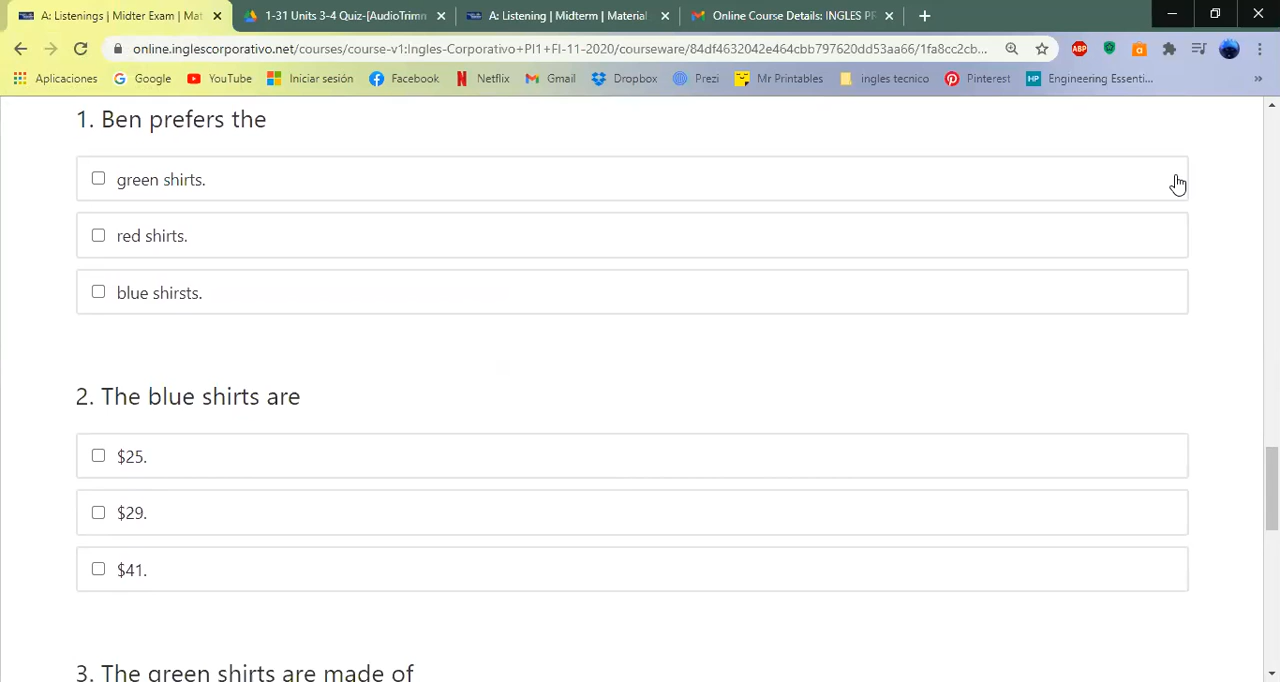 A: Listenings | Midter Exam | Mat
1-31 Units 3-4 Quiz-[AudioTrimm
A: Listening | Midterm | Material
Online Course Details: INGLES PR
online.inglescorporativo.net/courses/course-v1:Ingles-Corporativo+PI1+FI-11-2020/courseware/84df4632042e464cbb797620dd53aa66/1fa8cc2cb...
ABP
Aplicaciones
Google
YouTube
Iniciar sesión
Facebook
Netflix
Gmail
Dropbox
Prezi
Mr Printables
ingles tecnico
Pinterest
HP
Engineering Essenti...
1. Ben prefers the
green shirts.
red shirts.
blue shirsts.
2. The blue shirts are
$25.
$29.
$41.
3. The green shirts are made of